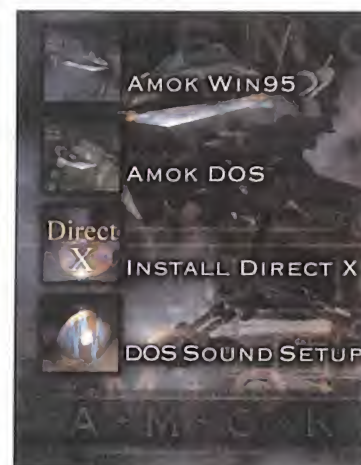 AMOK WIN95
AMOK DOS
Direct
X
INSTALL DIRECT X
DOS SOUND SETUP
A M O K